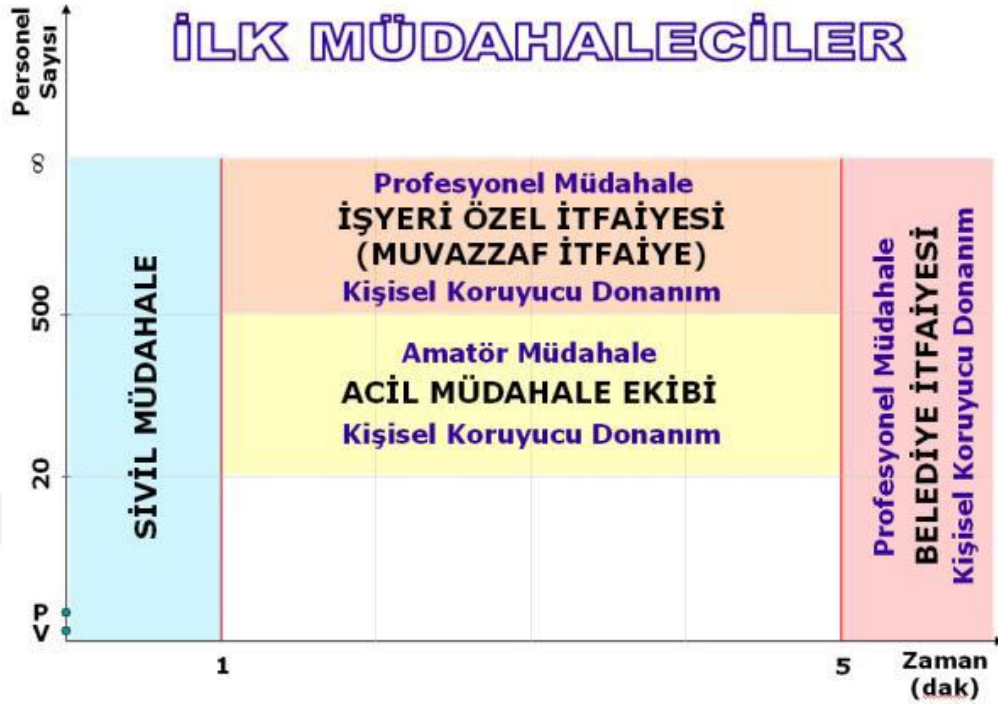 İLK MÜDAHALECİLER
Personel
Sayısı
∞
500
20
P
V
SİVİL MÜDAHALE
Profesyonel Müdahale
İŞYERİ ÖZEL İTFAİYESİ
(MUVAZZAF İTFAİYE)
Kişisel Koruyucu Donanım
Amatör Müdahale
ACİL MÜDAHALE EKİBİ
Kişisel Koruyucu Donanım
Profesyonel Müdahale
BELEDİYE İTFAİYESİ
Kişisel Koruyucu Donanım
1
5
Zaman
(dak)